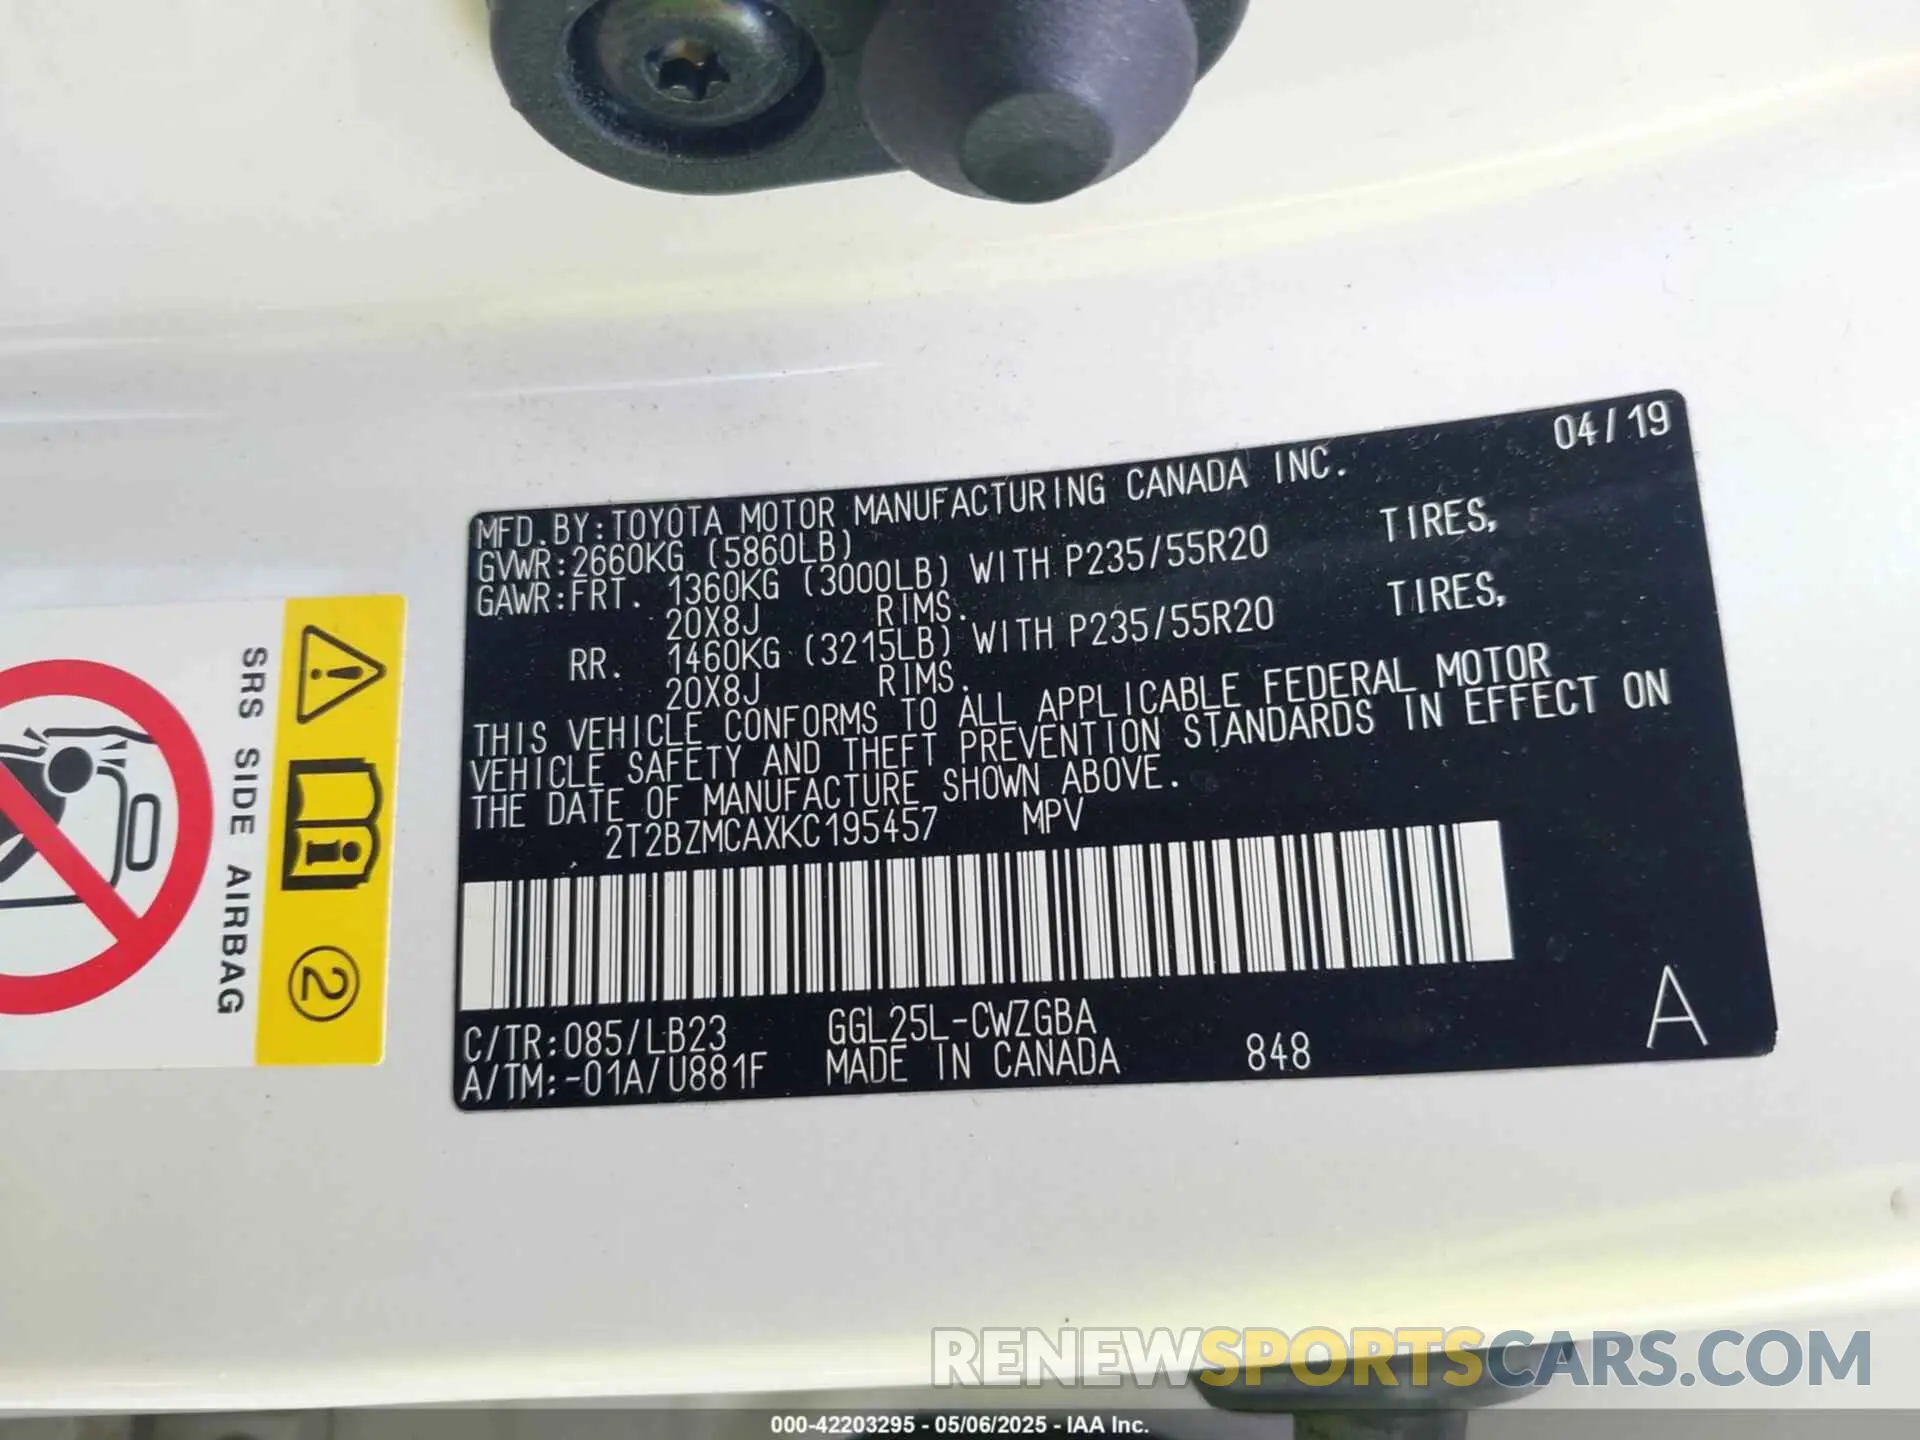 04/19
MFD.BY:TOYOTA MOTOR MANUFACTURING CANADA INC.
GVWR:2660KG (5860LB)
GAWR:FRT. 1360KG (3000LB) WITH P235/55R20 TIRES,
20X8J RIMS.
RR. 1460KG (3215LB) WITH P235/55R20 TIRES,
20X8J RIMS.
THIS VEHICLE CONFORMS TO ALL APPLICABLE FEDERAL MOTOR
VEHICLE SAFETY AND THEFT PREVENTION STANDARDS IN EFFECT ON
THE DATE OF MANUFACTURE SHOWN ABOVE.
2T2BZMCAXKC195457 MPV
C/TR:085/LB23 GGL25L-CWZGBA
A/TM:-01A/U881F MADE IN CANADA 848 A
SRS SIDE AIRBAG
2
RENEWSPORTSCARS.COM
000-42203295 - 05/06/2025 - IAA Inc.